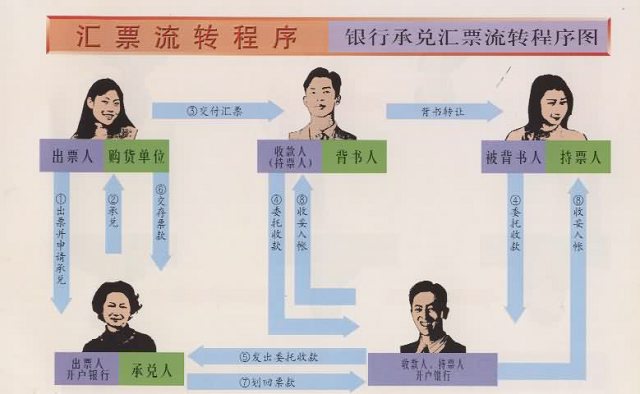 汇票流转程序
银行承兑汇票流转程序图
③交付汇票
背书转让
出票人
购货单位
收款人
(持票人)
背书人
被背书人
持票人
①出票并申请承兑
②承兑
⑥交存票款
④委托收款
⑧收妥入帐
④委托收款
⑧收妥入帐
出票人
开户银行
承兑人
⑤发出委托收款
⑦划回票款
收款人、持票人
开户银行